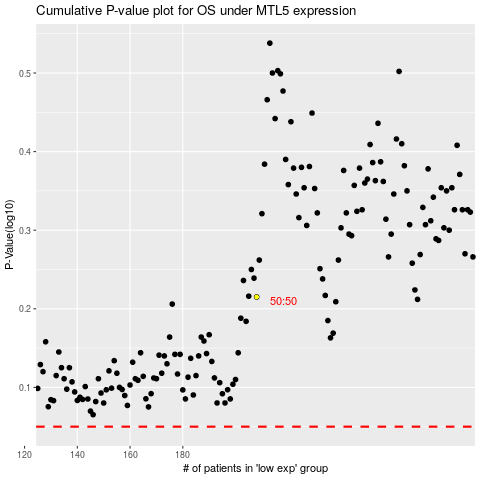 Cumulative P-value plot for OS under MTL5 expression
P-Value(log10)
0.5
0.4
0.3
0.2
0.1
50:50
120 140 160 180
# of patients in 'low exp' group